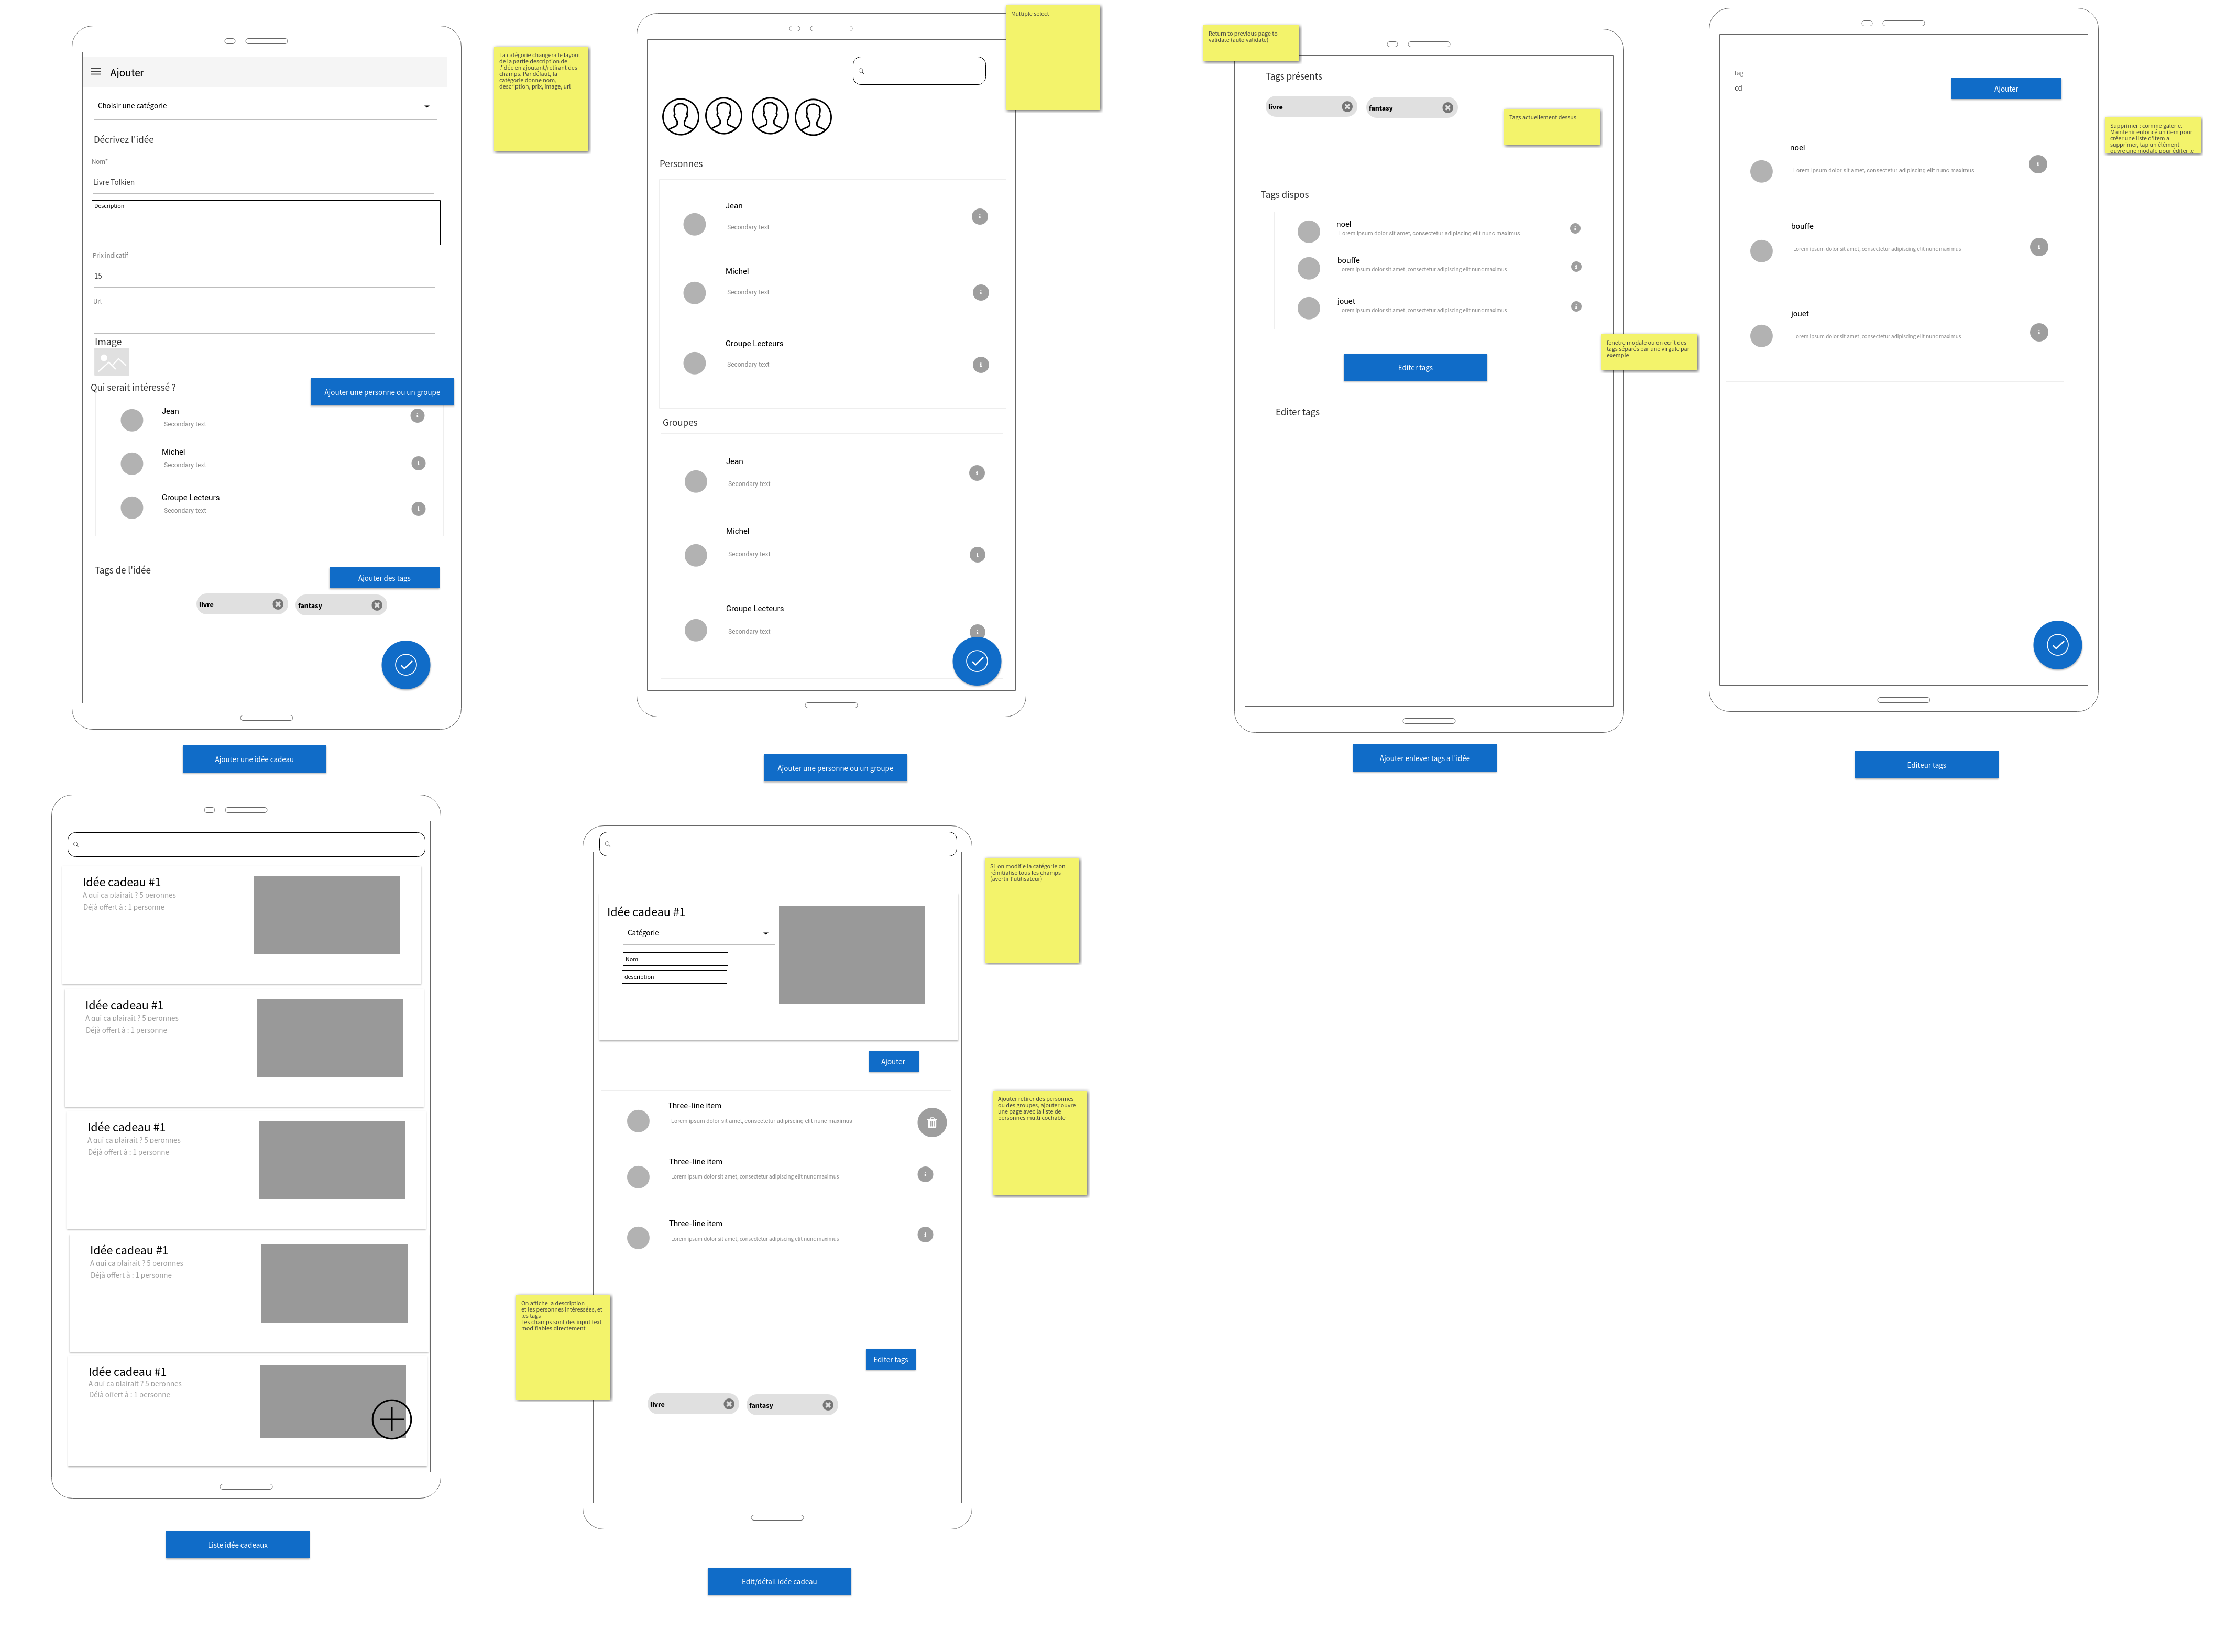 Ajouter
Choisir une catégorie
Décrivez l'idée
Nom*
Livre Tolkien
Description
Prix indicatif
15
Url
Image
Qui serait intéressé ?
Ajouter une personne ou un groupe
Jean
Secondary text
Michel
Secondary text
Groupe Lecteurs
Secondary text
Tags de l'idée
Ajouter des tags
livre
fantasy
Ajouter une idée cadeau
La catégorie changera le layout
de la partie description de
l'idée en ajoutant/retirant des
champs. Par défaut, la
catégorie donne nom,
description, prix, image, url
Multiple select
Personnes
Jean
Secondary text
Michel
Secondary text
Groupe Lecteurs
Secondary text
Groupes
Jean
Secondary text
Michel
Secondary text
Groupe Lecteurs
Secondary text
Ajouter une personne ou un groupe
Return to previous page to
validate (auto validate)
Tags présents
livre
fantasy
Tags actuellement dessus
Tags dispos
noel
Lorem ipsum dolor sit amet, consectetur adipiscing elit nunc maximus
bouffe
Lorem ipsum dolor sit amet, consectetur adipiscing elit nunc maximus
jouet
Lorem ipsum dolor sit amet, consectetur adipiscing elit nunc maximus
Editer tags
fenetre modale ou on ecrit des
tags séparés par une virgule par
exemple
Editer tags
Ajouter enlever tags a l'idée
Tag
cd
Ajouter
noel
Lorem ipsum dolor sit amet, consectetur adipiscing elit nunc maximus
bouffe
Lorem ipsum dolor sit amet, consectetur adipiscing elit nunc maximus
jouet
Lorem ipsum dolor sit amet, consectetur adipiscing elit nunc maximus
Supprimer : comme galerie.
Maintenir enfoncé un item pour
créer une liste d'item a
supprimer, tap un élément
ouvre une modale pour éditer le
Editeur tags
Idée cadeau #1
A qui ça plairait ? 5 peronnes
Déjà offert à : 1 personne
Idée cadeau #1
A qui ça plairait ? 5 peronnes
Déjà offert à : 1 personne
Idée cadeau #1
A qui ça plairait ? 5 peronnes
Déjà offert à : 1 personne
Idée cadeau #1
A qui ça plairait ? 5 peronnes
Déjà offert à : 1 personne
Idée cadeau #1
A qui ça plairait ? 5 peronnes
Déjà offert à : 1 personne
Liste idée cadeaux
Idée cadeau #1
Catégorie
Nom
description
Ajouter
Three-line item
Lorem ipsum dolor sit amet, consectetur adipiscing elit nunc maximus
Three-line item
Lorem ipsum dolor sit amet, consectetur adipiscing elit nunc maximus
Three-line item
Lorem ipsum dolor sit amet, consectetur adipiscing elit nunc maximus
Editer tags
livre
fantasy
Si on modifie la catégorie on
réinitialise tous les champs
(avertir l'utilisateur)
Ajouter retirer des personnes
ou des groupes, ajouter ouvre
une page avec la liste de
personnes multi cochable
On affiche la description
et les personnes intéressées, et
les tags
Les champs sont des input text
modifiables directement
Edit/détail idée cadeau